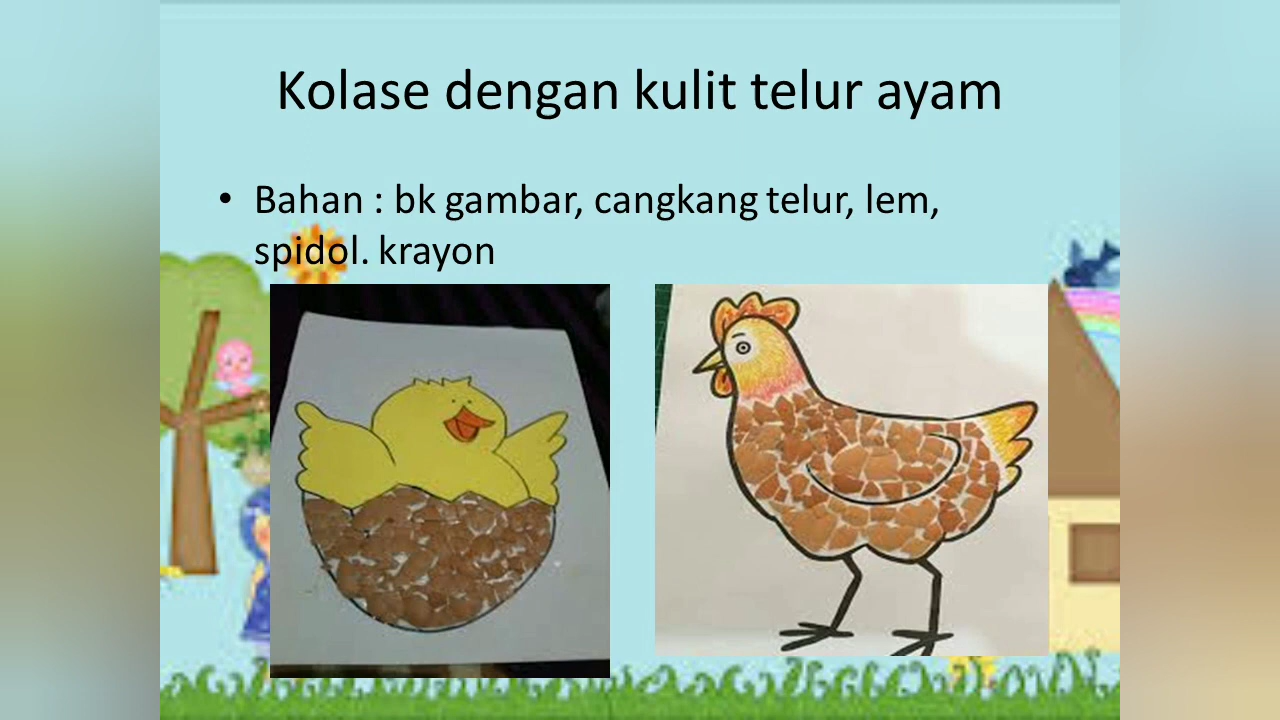 Kolase dengan kulit telur ayam
• Bahan : bk gambar, cangkang telur, lem,
spidol. krayon